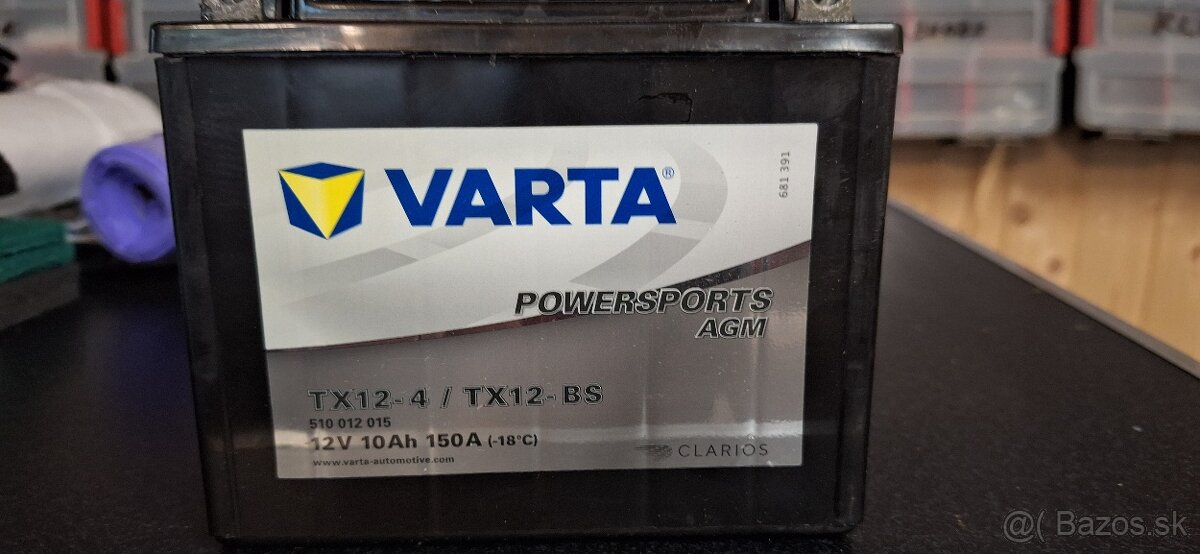 VARTA®
681 391
POWERSPORTS
AGM
TX12-4 / TX12-BS
510 012 015
12V 10Ah 150A (-18°C)
www.varta-automotive.com
CLARIOS
@( Bazos.sk